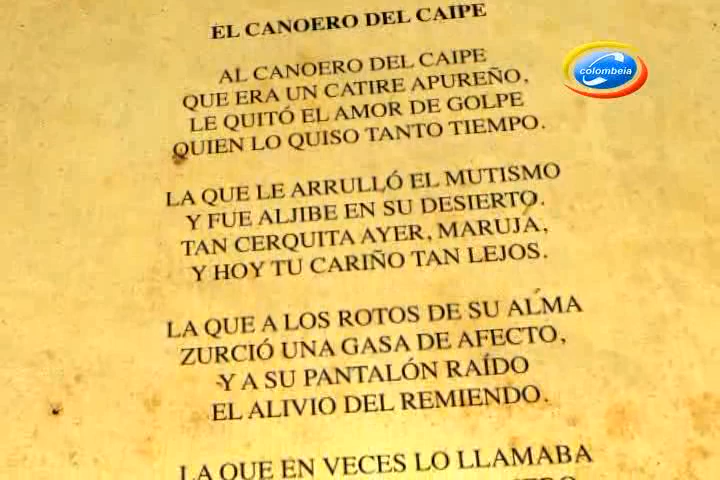 EL CANOERO DEL CAIPE
colombeia
AL CANOERO DEL CAIPE
QUE ERA UN CATIRE APUREÑO,
LE QUITÓ EL AMOR DE GOLPE
QUIEN LO QUISO TANTO TIEMPO.
LA QUE LE ARRULLÓ EL MUTISMO
Y FUE ALJIBE EN SU DESIERTO.
TAN CERQUITA AYER, MARUJA,
Y HOY TU CARIÑO TAN LEJOS.
LA QUE A LOS ROTOS DE SU ALMA
ZURCIÓ UNA GASA DE AFECTO,
Y A SU PANTALÓN RAÍDO
EL ALIVIO DEL REMIENDO.
LA QUE EN VECES LO LLAMABA